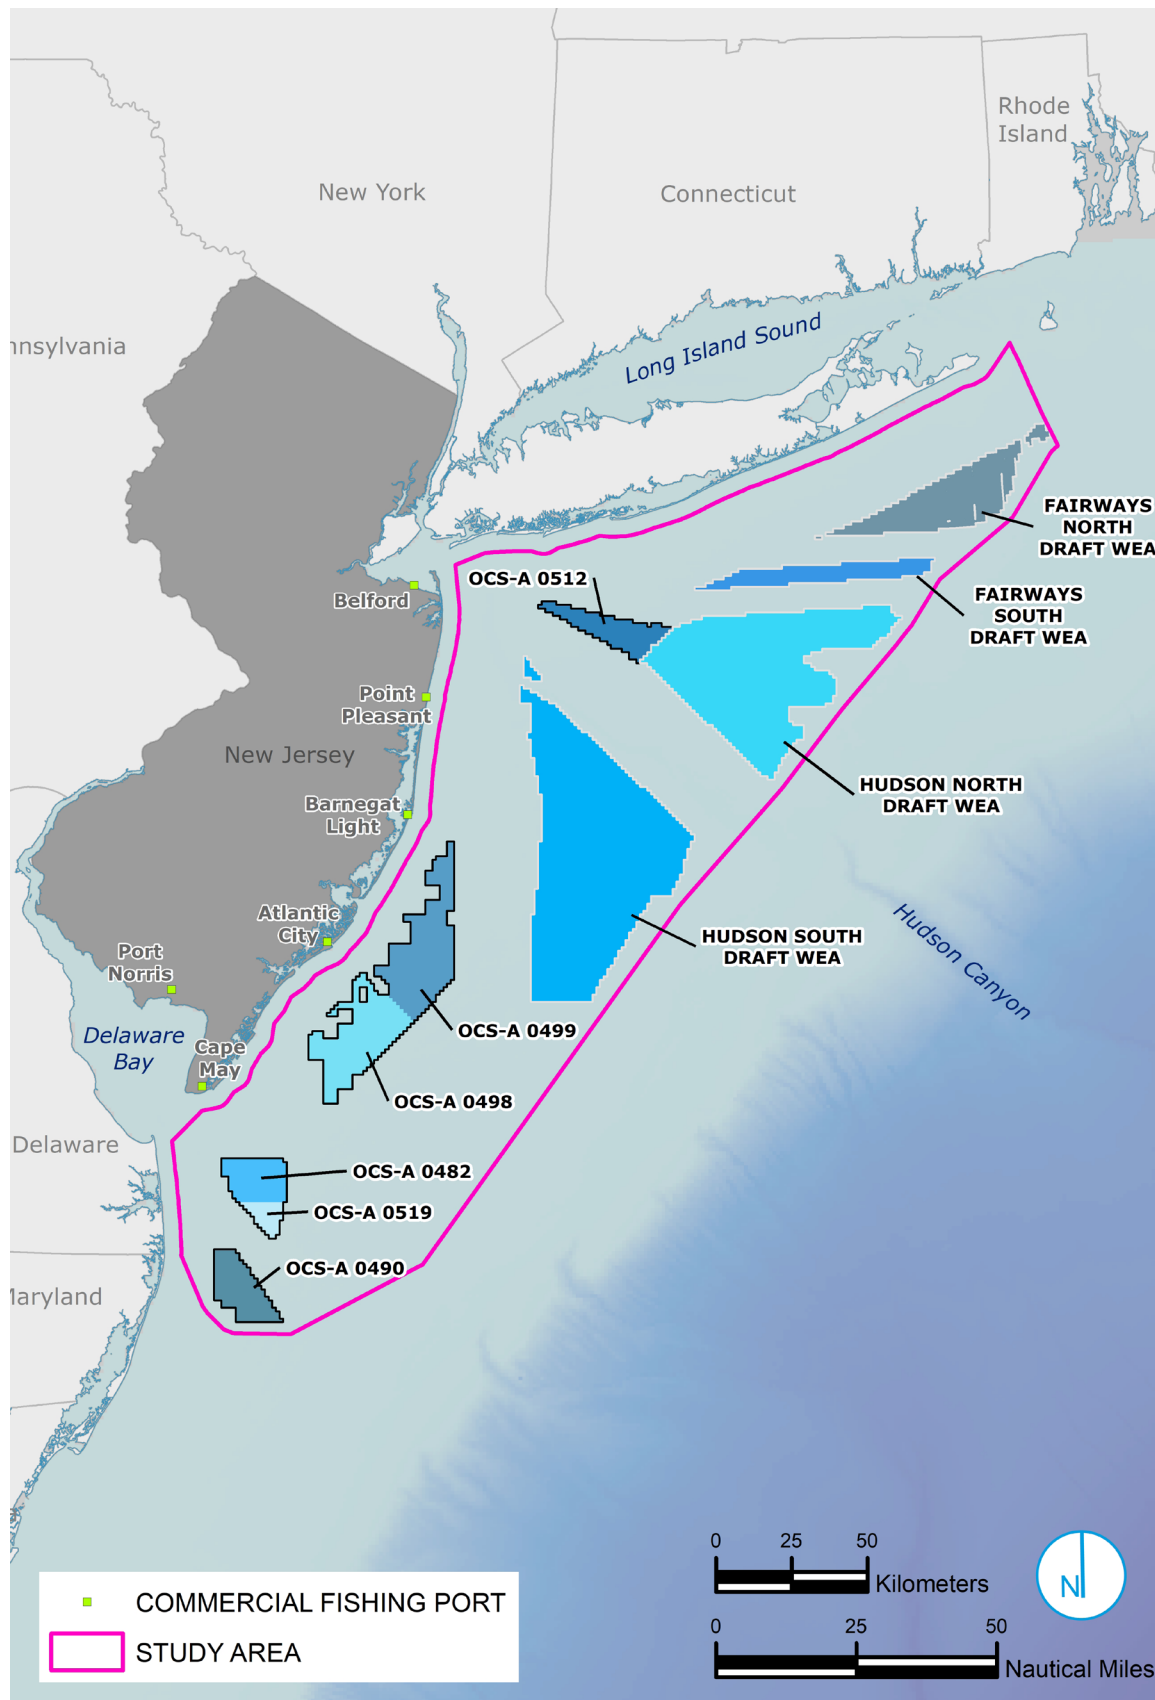 Rhode
Island
New York
Connecticut
Long Island Sound
nnsylvania
FAIRWAYS
NORTH
DRAFT WEA
OCS-A 0512
FAIRWAYS
SOUTH
DRAFT WEA
Belford
Point
Pleasant
New Jersey
HUDSON NORTH
DRAFT WEA
Barnegat
Light
Atlantic
City
Hudson Canyon
HUDSON SOUTH
DRAFT WEA
Port
Norris
OCS-A 0499
Delaware
Bay
Cape
May
OCS-A 0498
Delaware
OCS-A 0482
OCS-A 0519
OCS-A 0490
Maryland
0 25 50
Kilometers
N
COMMERCIAL FISHING PORT
0 25 50
STUDY AREA
Nautical Miles